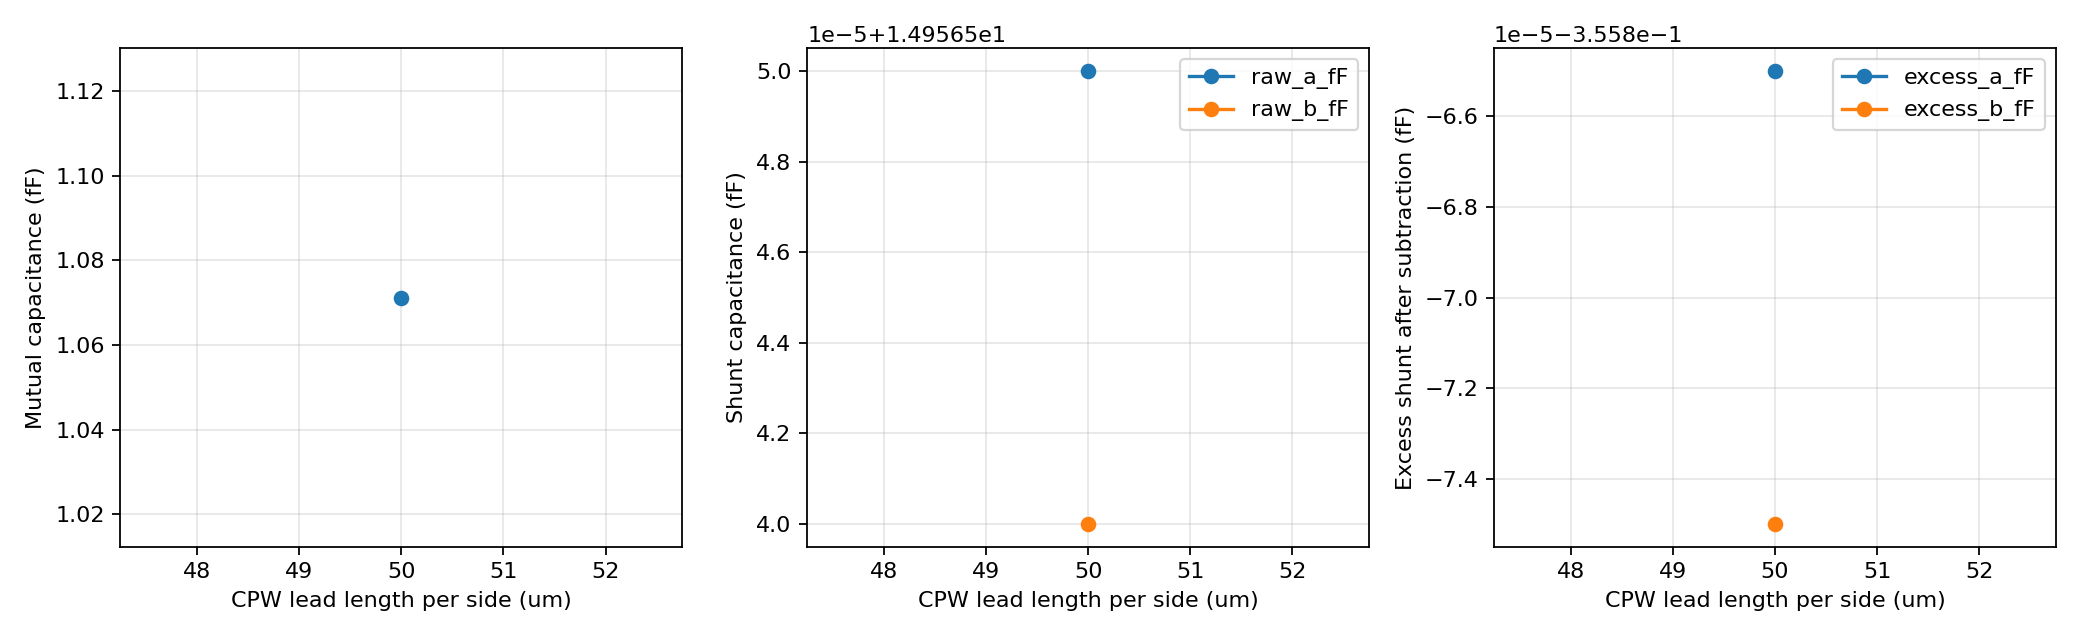 Mutual capacitance (fF)
1.12
1.10
1.08
1.06
1.04
1.02
48 49 50 51 52
CPW lead length per side (um)
1e−5+1.49565e1
Shunt capacitance (fF)
5.0
4.8
4.6
4.4
4.2
4.0
raw_a_fF
raw_b_fF
48 49 50 51 52
CPW lead length per side (um)
1e−5−3.558e−1
Excess shunt after subtraction (fF)
−6.6
−6.8
−7.0
−7.2
−7.4
excess_a_fF
excess_b_fF
48 49 50 51 52
CPW lead length per side (um)